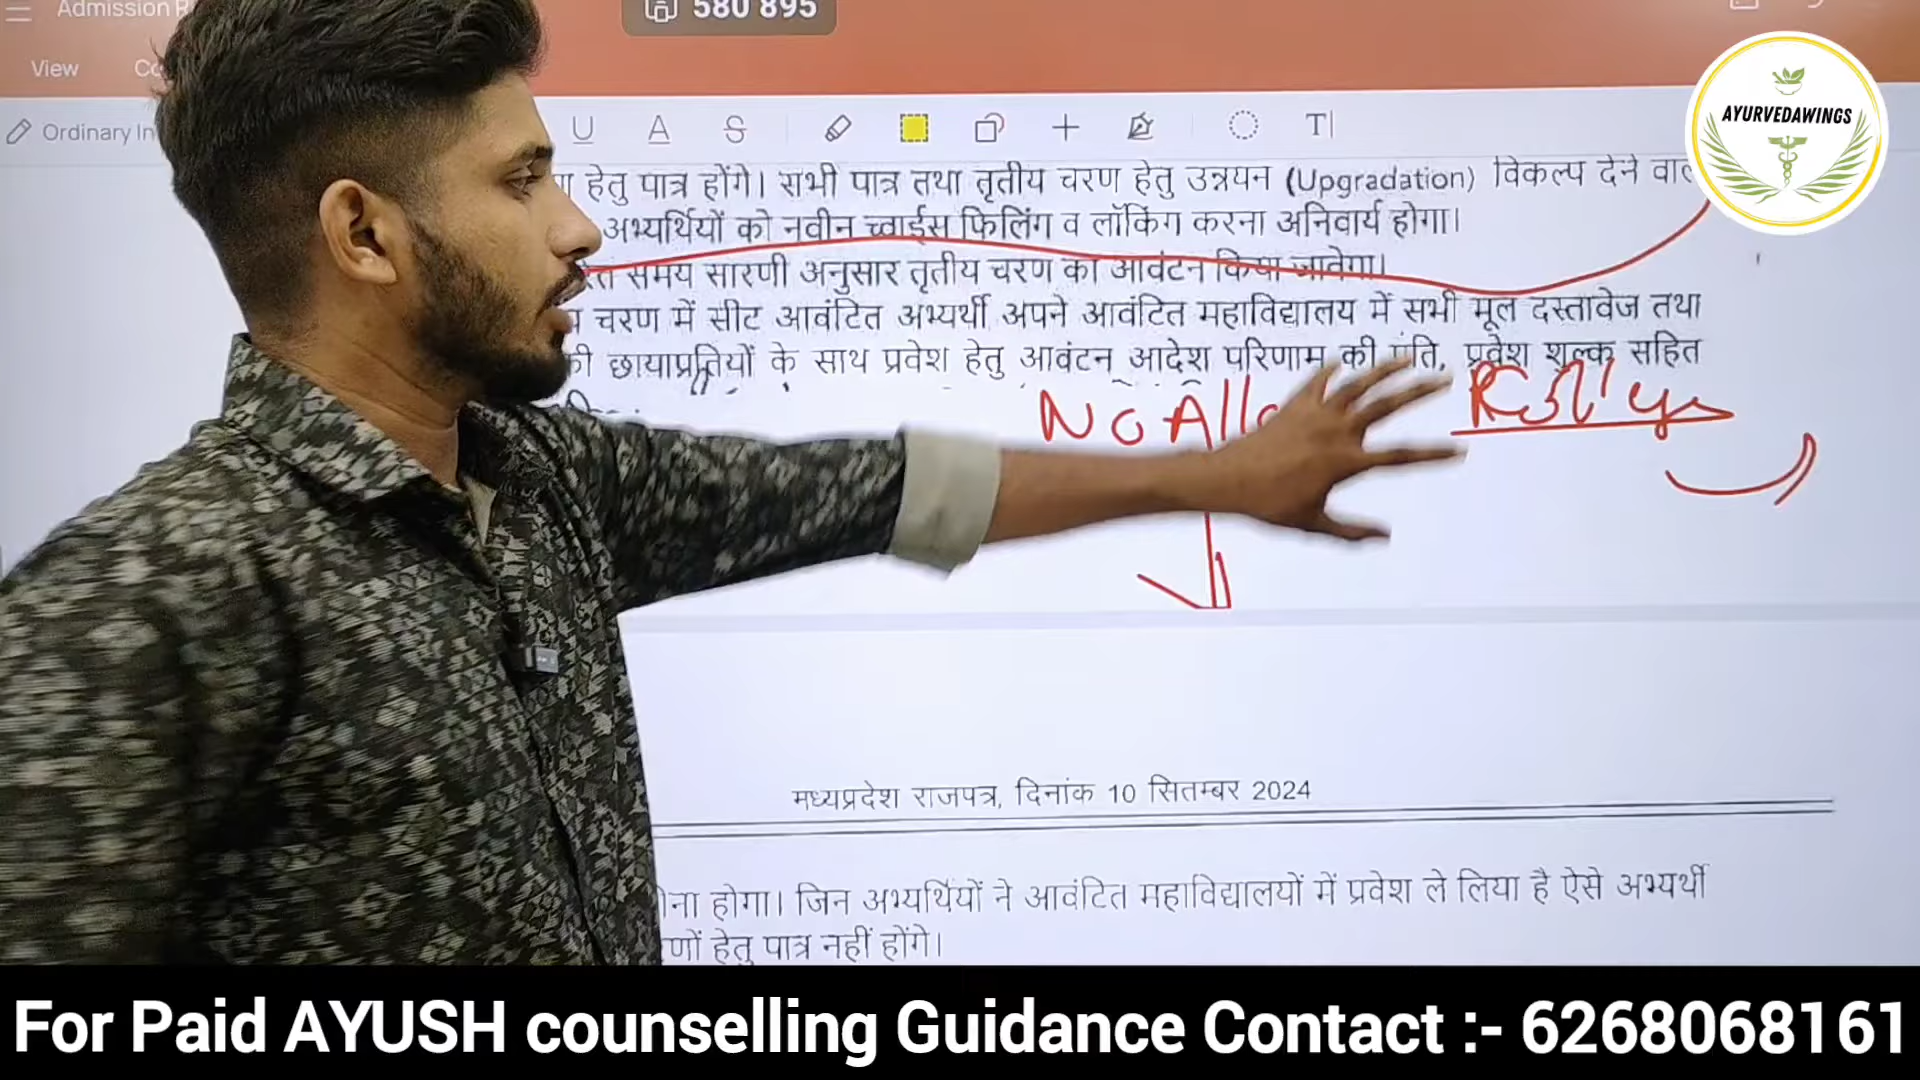 Admission
580 895
View
Ordinary In
U A S T
AYURVEDAWINGS
हेतु पात्र होंगे। सभी पात्र तथा तृतीय चरण हेतु उन्नयन (Upgradation) विकल्प देने
अभ्यर्थियों को नवीन च्वाईस फिलिंग व लॉकिंग करना अनिवार्य होगा।
समय सारणी अनुसार तृतीय चरण का आवंटन किया जावेगा।
चरण में सीट आवंटित अभ्यर्थी अपने आवंटित महाविद्यालय में सभी मूल दस्तावेज तथा
की छायाप्रतियों के साथ प्रवेश हेतु आवंटन आदेश परिणाम की प्रति, प्रवेश शुल्क सहित
No
मध्यप्रदेश राजपत्र, दिनांक 10 सितम्बर 2024
होगा। जिन अभ्यर्थियों ने आवंटित महाविद्यालयों में प्रवेश ले लिया है ऐसे अभ्यर्थी
हेतु पात्र नहीं होंगे।
For Paid AYUSH counselling Guidance Contact :- 6268068161